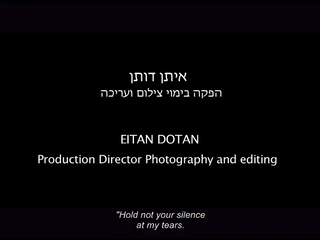 איתן דותן
הפקה בימוי צילום ועריכה
EITAN DOTAN
Production Director Photography and editing
"Hold not your silence
at my tears.